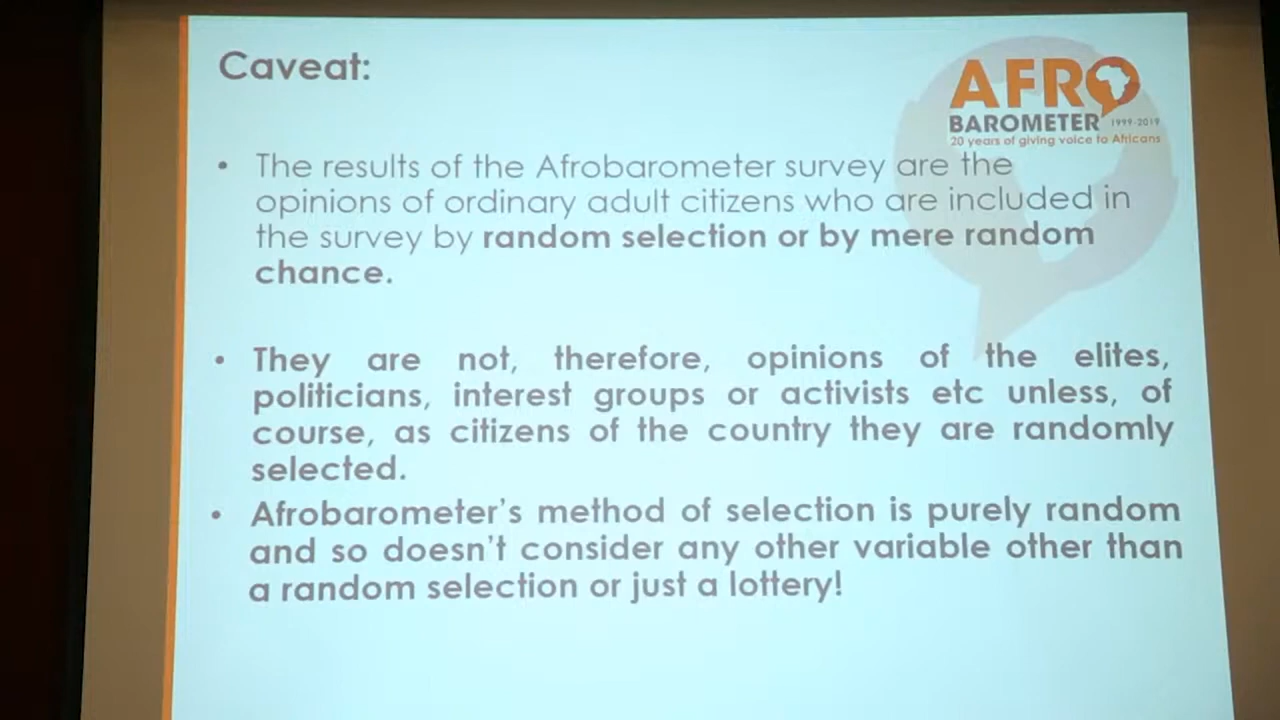 Caveat:
AFRO
BAROMETER 1999-2019
20 years of giving voice to Africans
• The results of the Afrobarometer survey are the
opinions of ordinary adult citizens who are included in
the survey by random selection or by mere random
chance.
• They are not, therefore, opinions of the elites,
politicians, interest groups or activists etc unless, of
course, as citizens of the country they are randomly
selected.
• Afrobarometer's method of selection is purely random
and so doesn't consider any other variable other than
a random selection or just a lottery!